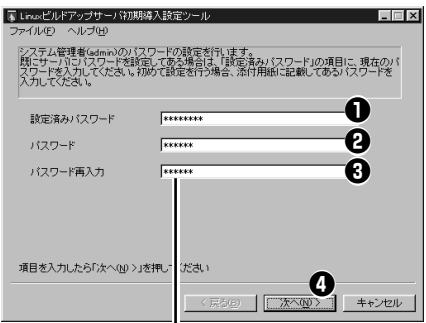 Linuxビルドアップサーバ初期導入設定ツール
ファイル(F) ヘルプ(H)
システム管理者(admin)のパスワードの設定を行います。
既にサーバにパスワードを設定してある場合は、「設定済みパスワード」の項目に、現在のパ
スワードを入力してください。初めて設定を行う場合、添付用紙に記載してあるパスワードを
入力してください。
設定済みパスワード ******** ❶
パスワード ****** ❷
パスワード再入力 ****** ❸
項目を入力したら「次へ(N) >」を押してください
❹
< 戻る(B) 次へ(N) > キャンセル